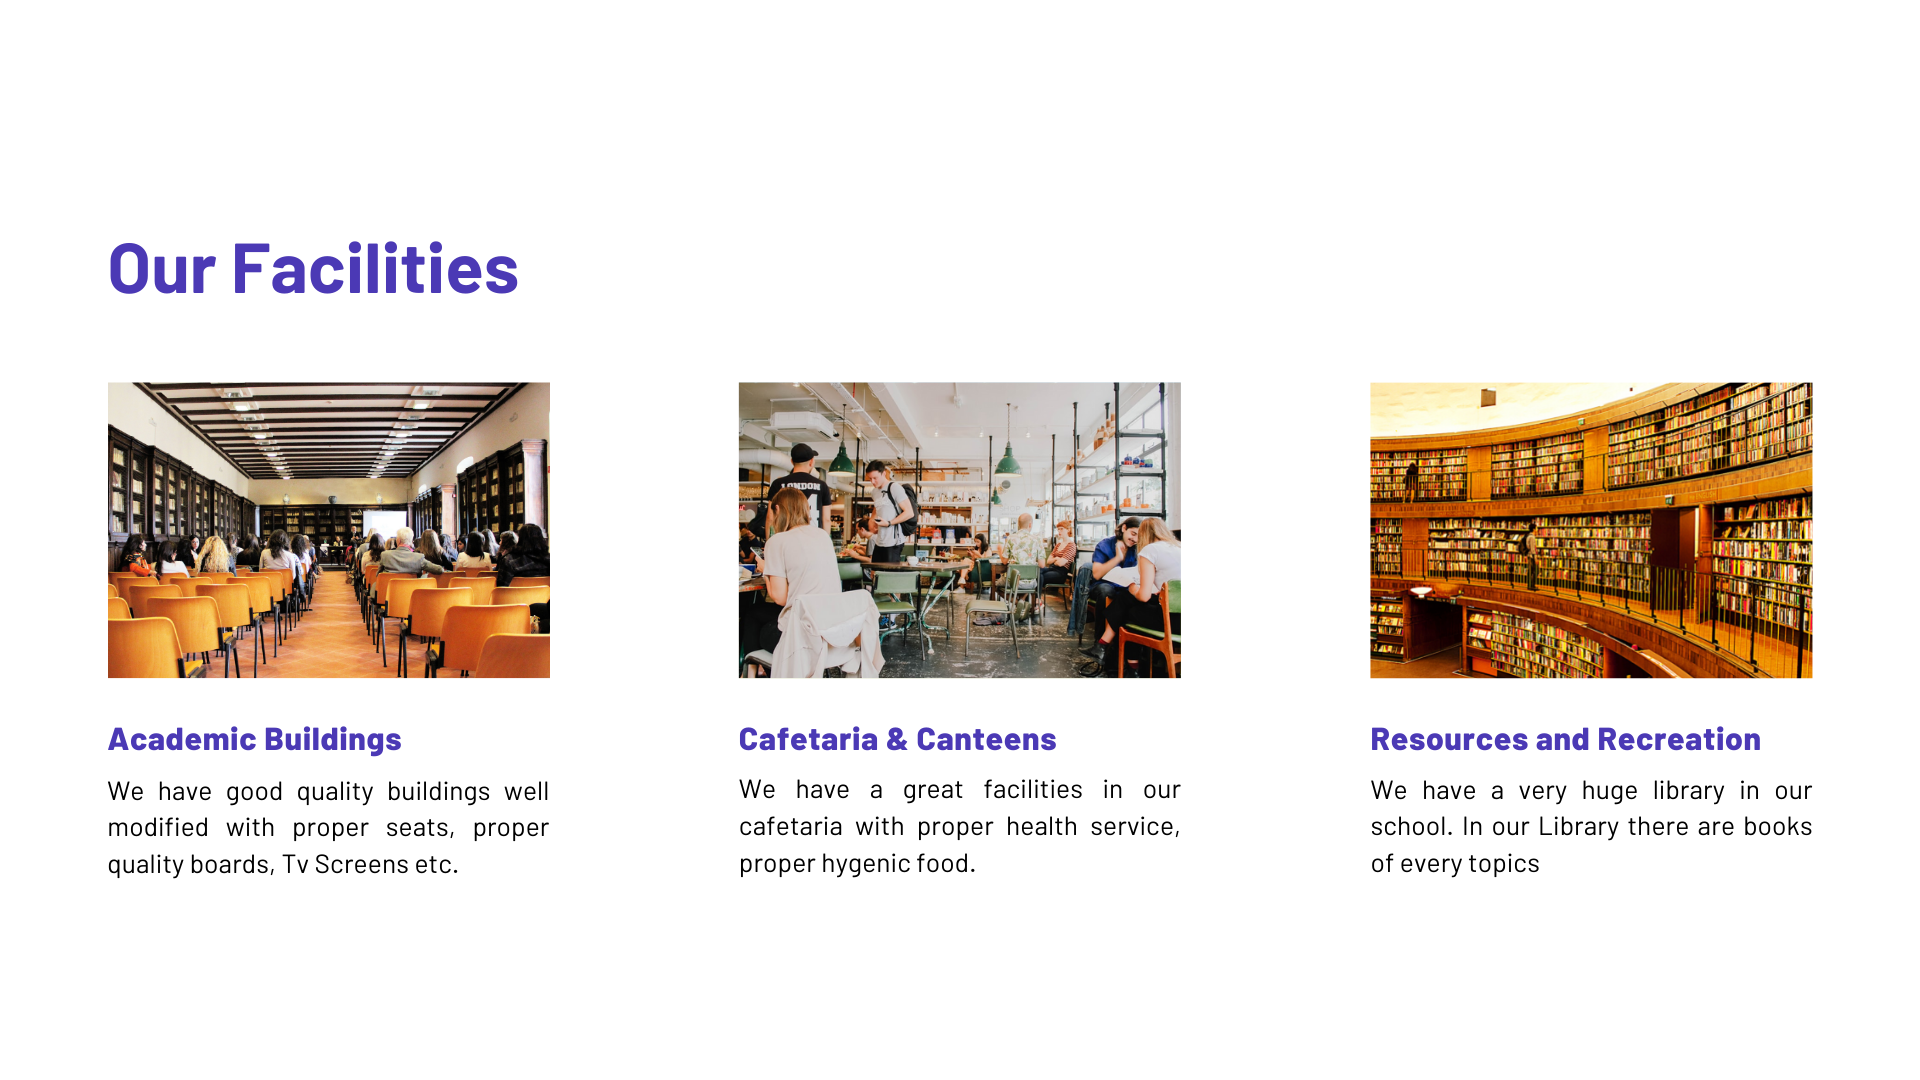 Our Facilities
LONDON
Academic Buildings
We have good quality buildings well
modified with proper seats, proper
quality boards, Tv Screens etc.
Cafetaria & Canteens
We have a great facilities in our
cafetaria with proper health service,
proper hygenic food.
Resources and Recreation
We have a very huge library in our
school. In our Library there are books
of every topics